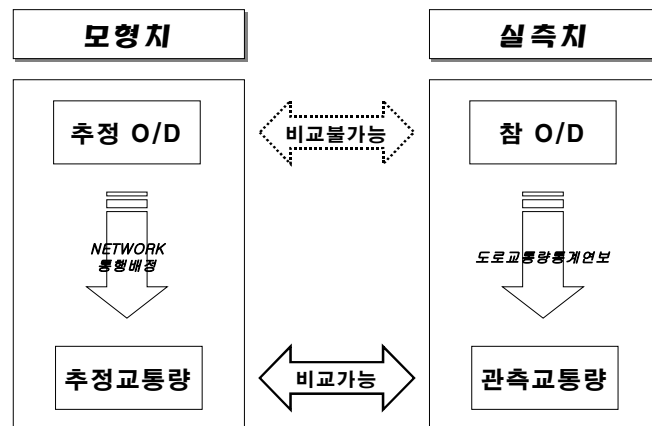 모형치
실측치
추정 O/D
비교불가능
참 O/D
NETWORK
통행배정
도로교통량통계연보
추정교통량
비교가능
관측교통량